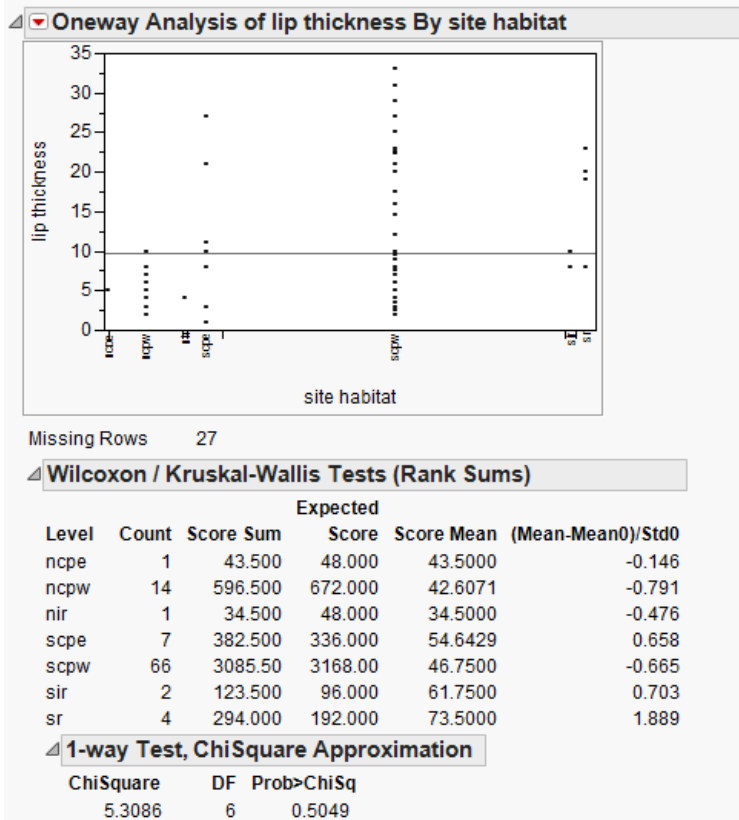 Oneway Analysis of lip thickness By site habitat
35
30
25
20
15
10
5
0
lip thickness
ncpe
ncpw
scpe
scpw
sir
sr
site habitat
Missing Rows 27
Wilcoxon / Kruskal-Wallis Tests (Rank Sums)
Expected
Level Count Score Sum Score Score Mean (Mean-Mean0)/Std0
ncpe 1 43.500 48.000 43.5000 -0.146
ncpw 14 596.500 672.000 42.6071 -0.791
nir 1 34.500 48.000 34.5000 -0.476
scpe 7 382.500 336.000 54.6429 0.658
scpw 66 3085.50 3168.00 46.7500 -0.665
sir 2 123.500 96.000 61.7500 0.703
sr 4 294.000 192.000 73.5000 1.889
1-way Test, ChiSquare Approximation
ChiSquare DF Prob>ChiSq
5.3086 6 0.5049